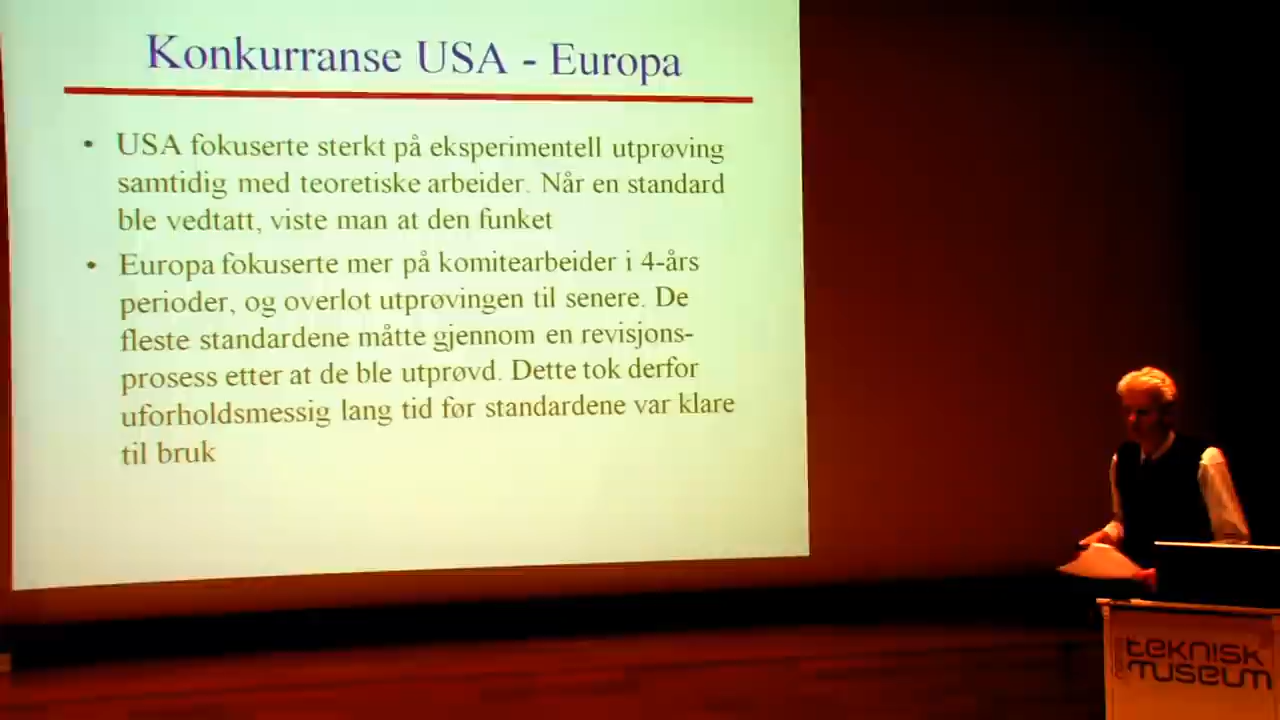 Konkurranse USA - Europa
• USA fokuserte sterkt på eksperimentell utprøving
samtidig med teoretiske arbeider. Når en standard
ble vedtatt, viste man at den funket
• Europa fokuserte mer på komitearbeider i 4-års
perioder, og overlot utprøvingen til senere. De
fleste standardene måtte gjennom en revisjons-
prosess etter at de ble utprøvd. Dette tok derfor
uforholdsmessig lang tid før standardene var klare
til bruk
teknisk
museum